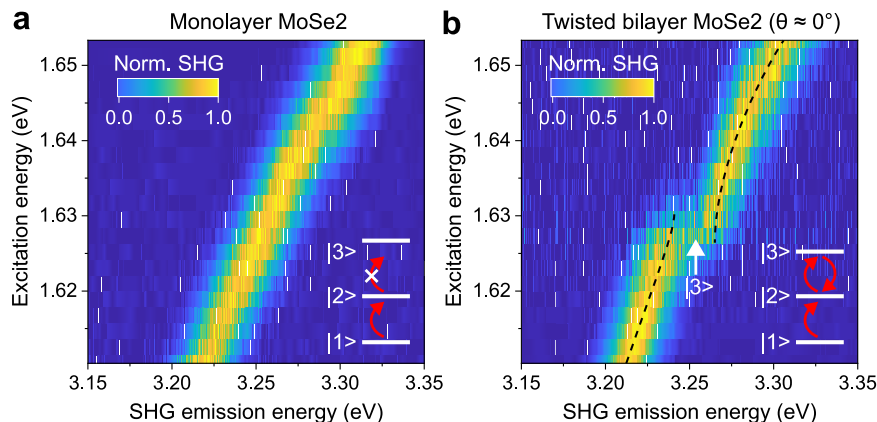 a
Monolayer MoSe2
Norm. SHG
0.0 0.5 1.0
1.65
1.64
1.63
1.62
Excitation energy (eV)
|3>
|2>
|1>
3.15 3.20 3.25 3.30 3.35
SHG emission energy (eV)
b
Twisted bilayer MoSe2 (θ ≈ 0°)
Norm. SHG
0.0 0.5 1.0
1.65
1.64
1.63
1.62
Excitation energy (eV)
|3>
|3>
|2>
|1>
3.15 3.20 3.25 3.30 3.35
SHG emission energy (eV)